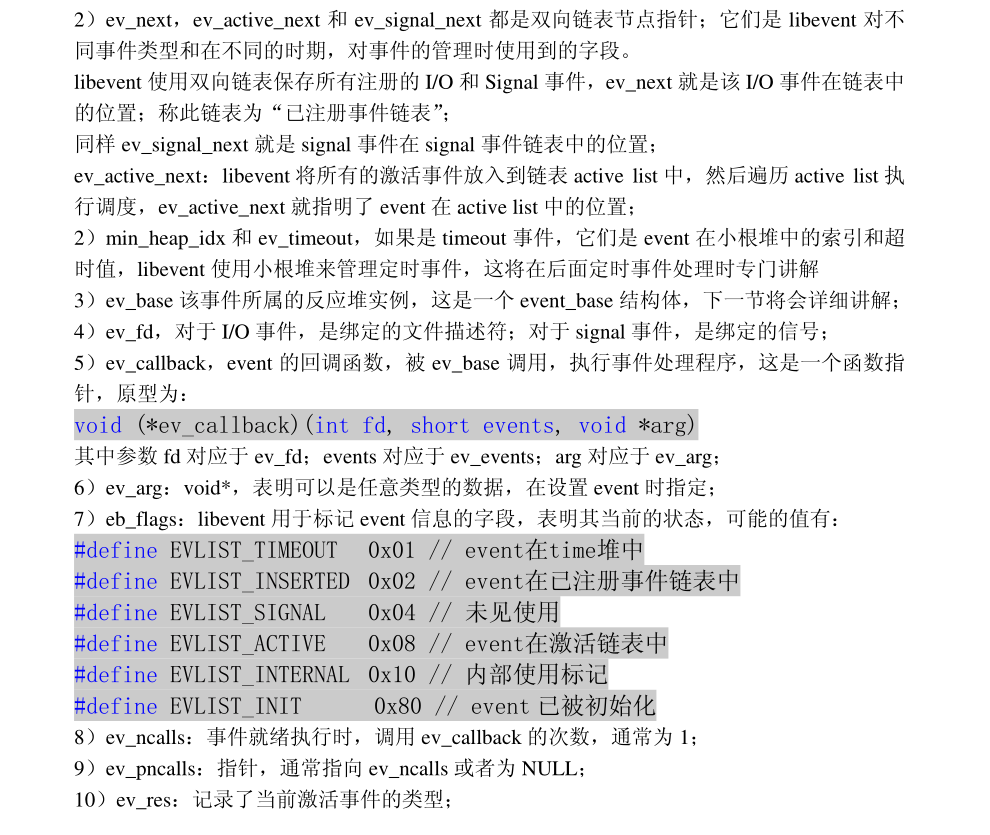 2）ev_next，ev_active_next 和 ev_signal_next 都是双向链表节点指针；它们是 libevent 对不
同事件类型和在不同的时期，对事件的管理时使用到的字段。
libevent 使用双向链表保存所有注册的 I/O 和 Signal 事件，ev_next 就是该 I/O 事件在链表中
的位置；称此链表为“已注册事件链表”；
同样 ev_signal_next 就是 signal 事件在 signal 事件链表中的位置；
ev_active_next：libevent 将所有的激活事件放入到链表 active list 中，然后遍历 active list 执
行调度，ev_active_next 就指明了 event 在 active list 中的位置；
2）min_heap_idx 和 ev_timeout，如果是 timeout 事件，它们是 event 在小根堆中的索引和超
时值，libevent 使用小根堆来管理定时事件，这将在后面定时事件处理时专门讲解
3）ev_base 该事件所属的反应堆实例，这是一个 event_base 结构体，下一节将会详细讲解；
4）ev_fd，对于 I/O 事件，是绑定的文件描述符；对于 signal 事件，是绑定的信号；
5）ev_callback，event 的回调函数，被 ev_base 调用，执行事件处理程序，这是一个函数指
针，原型为：
void (*ev_callback)(int fd, short events, void *arg)
其中参数 fd 对应于 ev_fd；events 对应于 ev_events；arg 对应于 ev_arg；
6）ev_arg：void*，表明可以是任意类型的数据，在设置 event 时指定；
7）eb_flags：libevent 用于标记 event 信息的字段，表明其当前的状态，可能的值有：
#define EVLIST_TIMEOUT 0x01 // event在time堆中
#define EVLIST_INSERTED 0x02 // event在已注册事件链表中
#define EVLIST_SIGNAL 0x04 // 未见使用
#define EVLIST_ACTIVE 0x08 // event在激活链表中
#define EVLIST_INTERNAL 0x10 // 内部使用标记
#define EVLIST_INIT 0x80 // event 已被初始化
8）ev_ncalls：事件就绪执行时，调用 ev_callback 的次数，通常为 1；
9）ev_pncalls：指针，通常指向 ev_ncalls 或者为 NULL；
10）ev_res：记录了当前激活事件的类型；